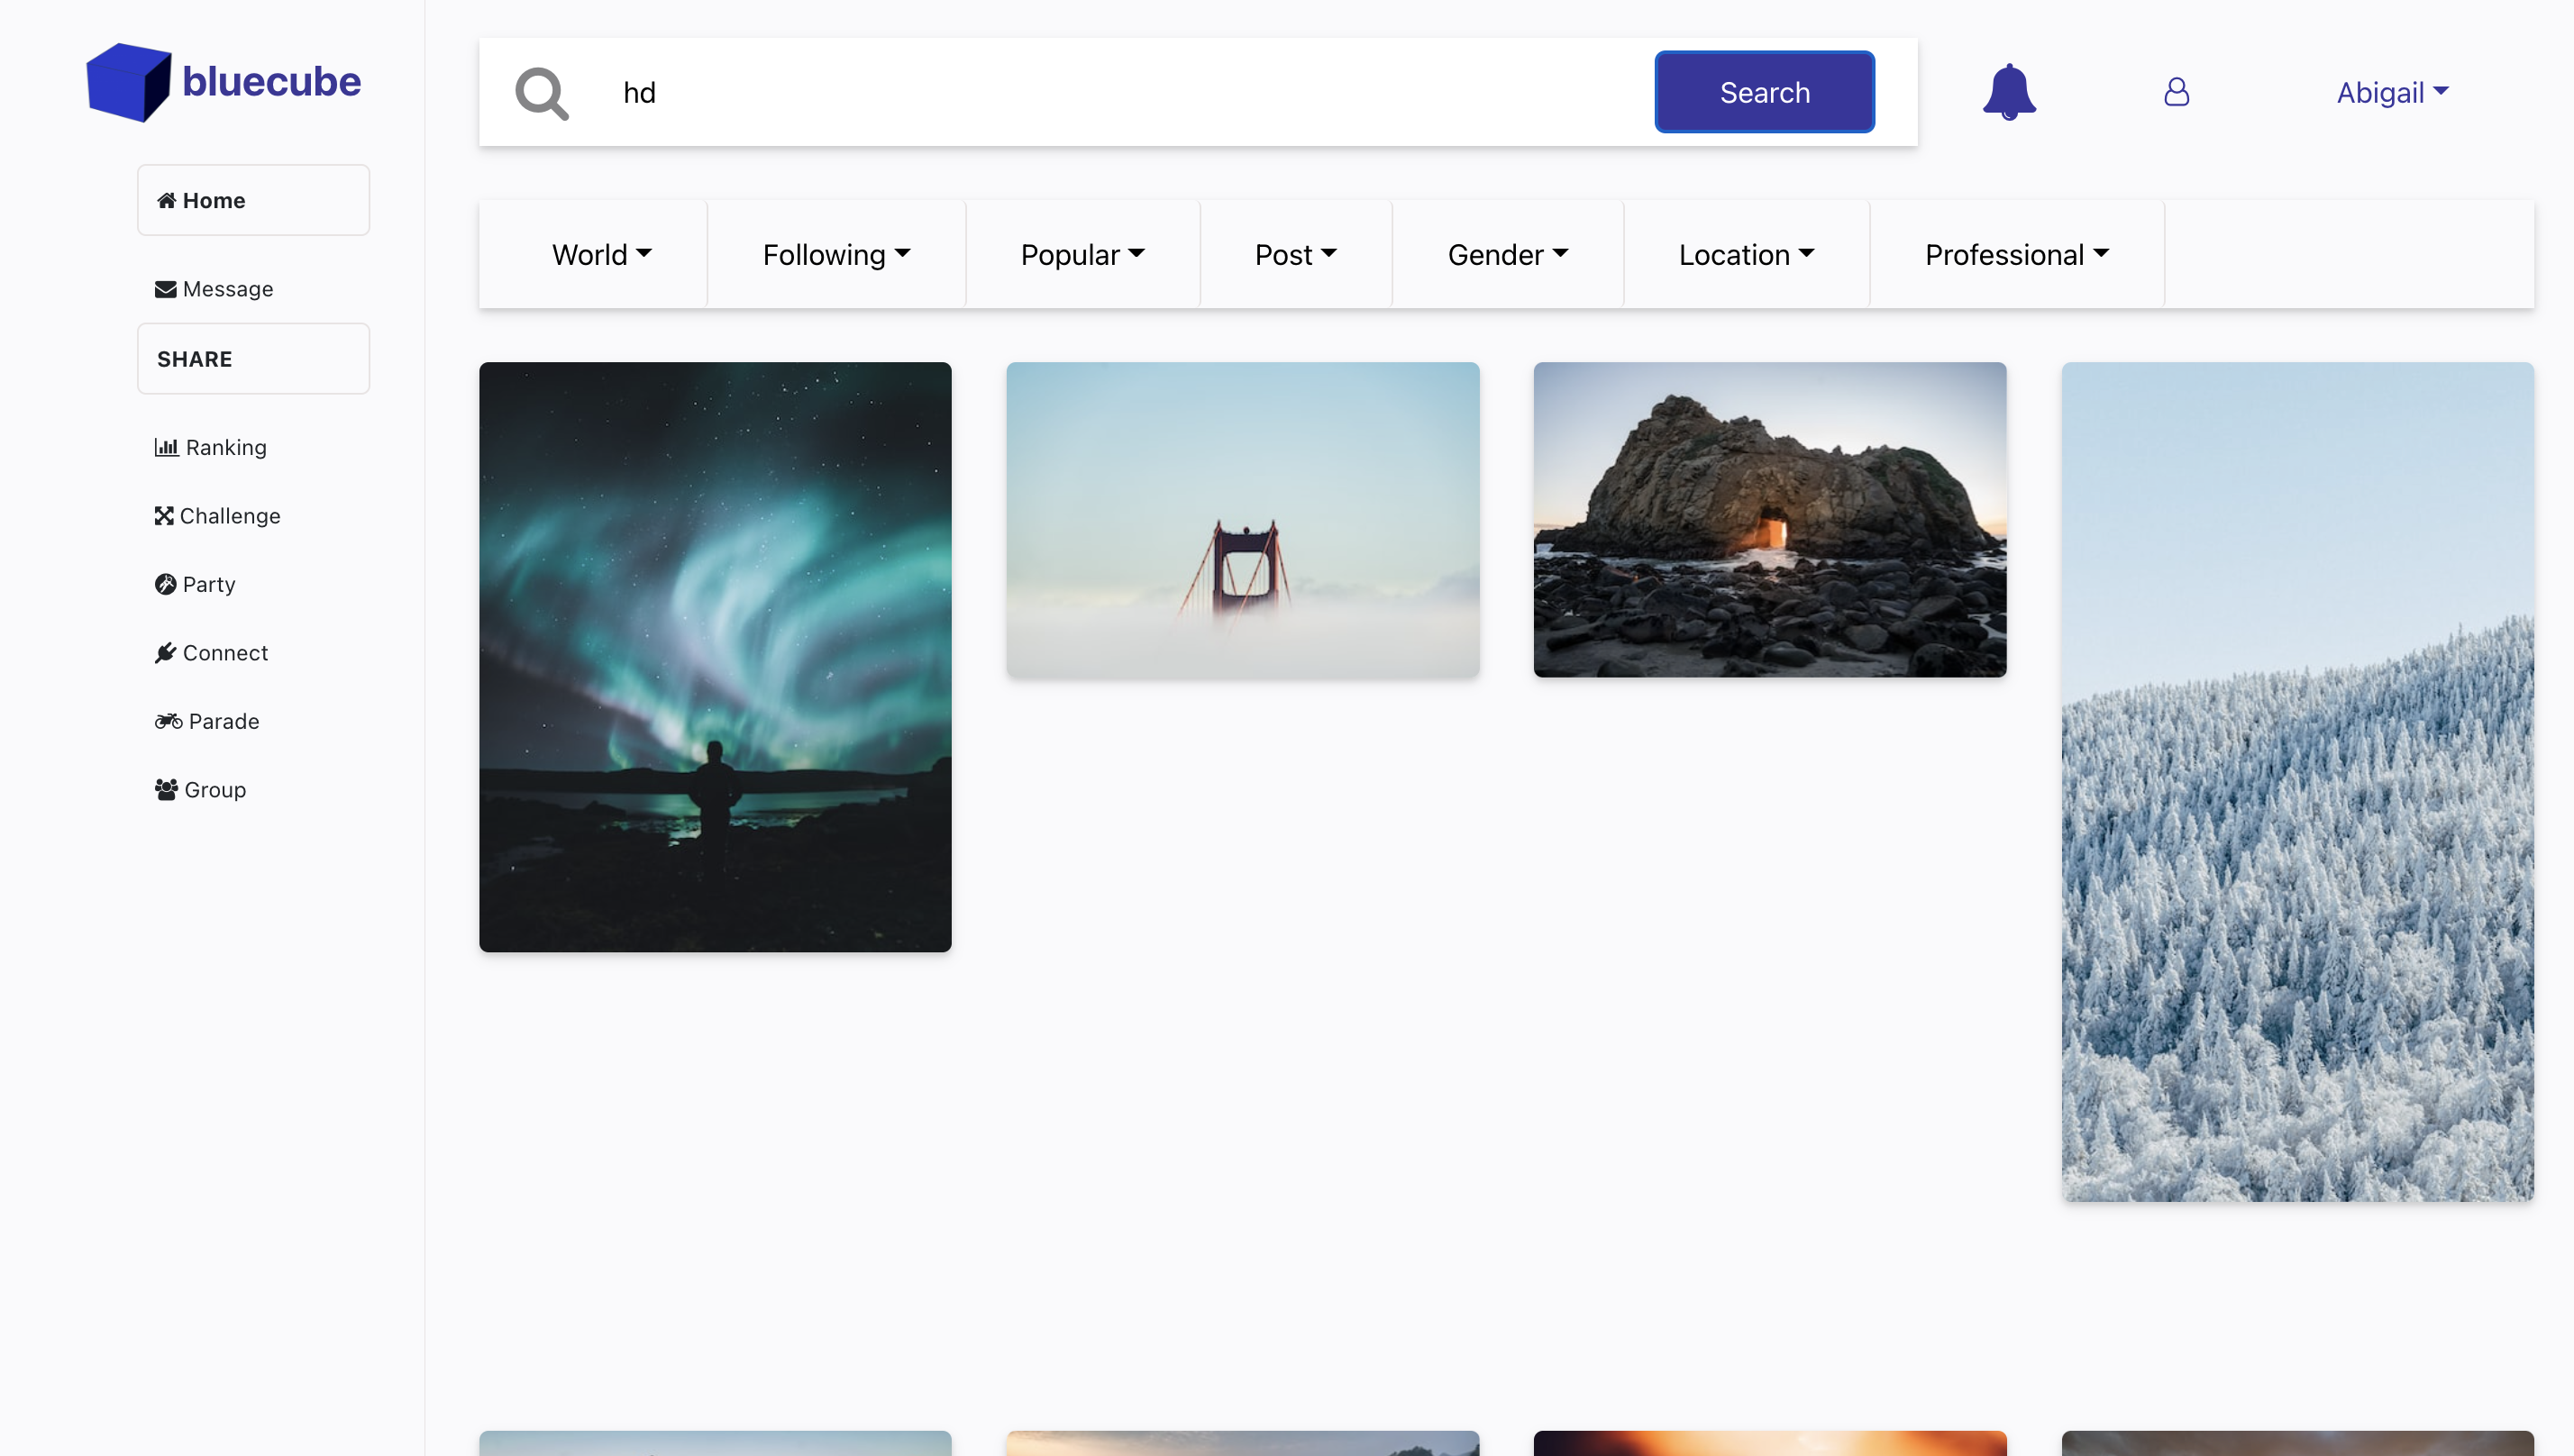 bluecube
hd
Search
Abigail
Home
Message
SHARE
Ranking
Challenge
Party
Connect
Parade
Group
World
Following
Popular
Post
Gender
Location
Professional